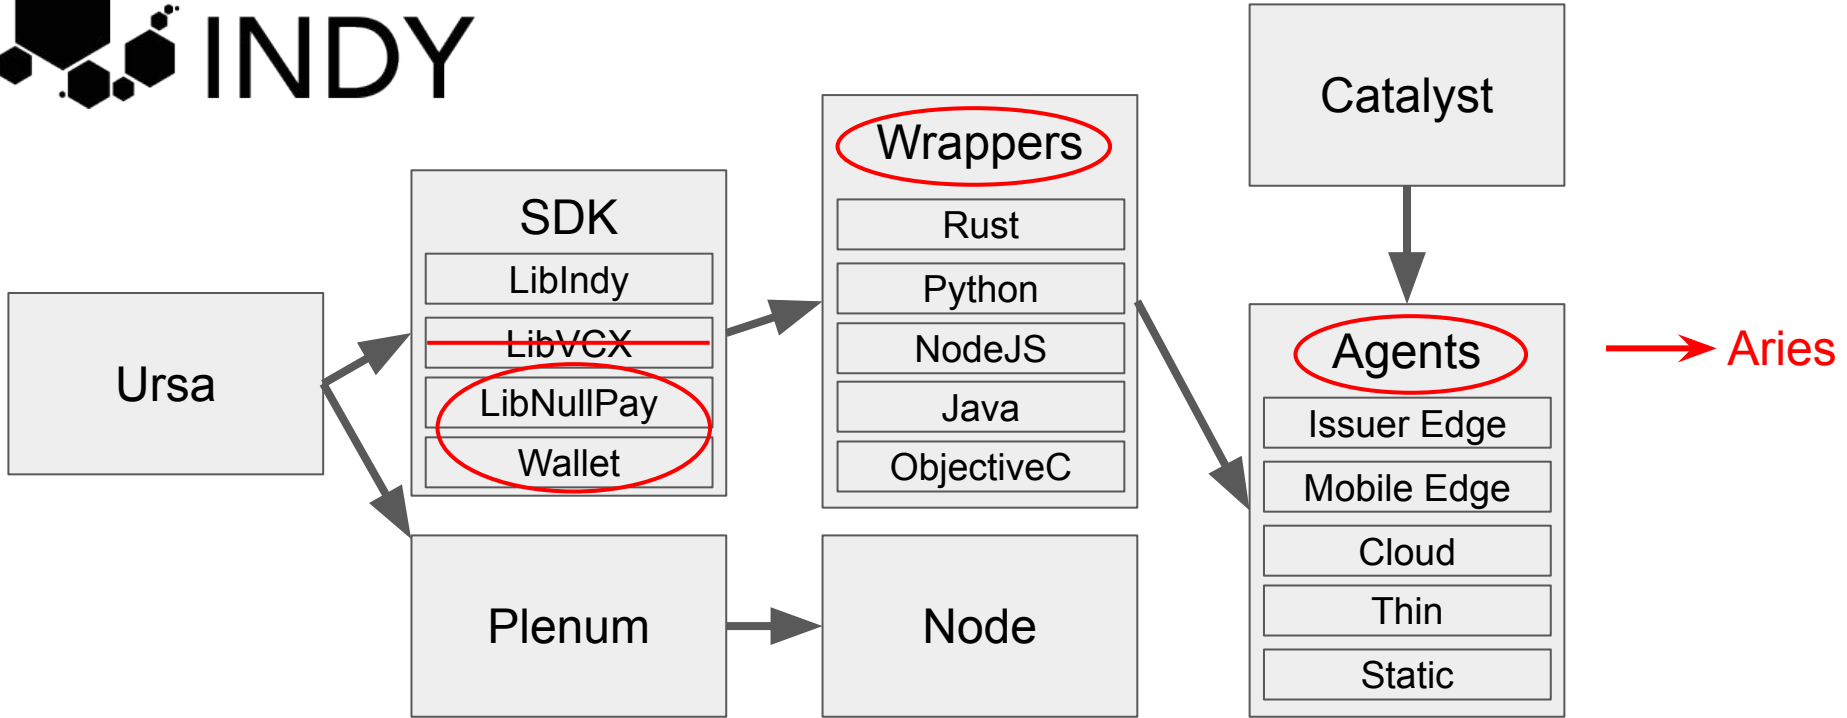 INDY
Ursa
SDK
LibIndy
LibVCX
LibNullPay
Wallet
Plenum
Wrappers
Rust
Python
NodeJS
Java
ObjectiveC
Node
Catalyst
Agents
Issuer Edge
Mobile Edge
Cloud
Thin
Static
Aries